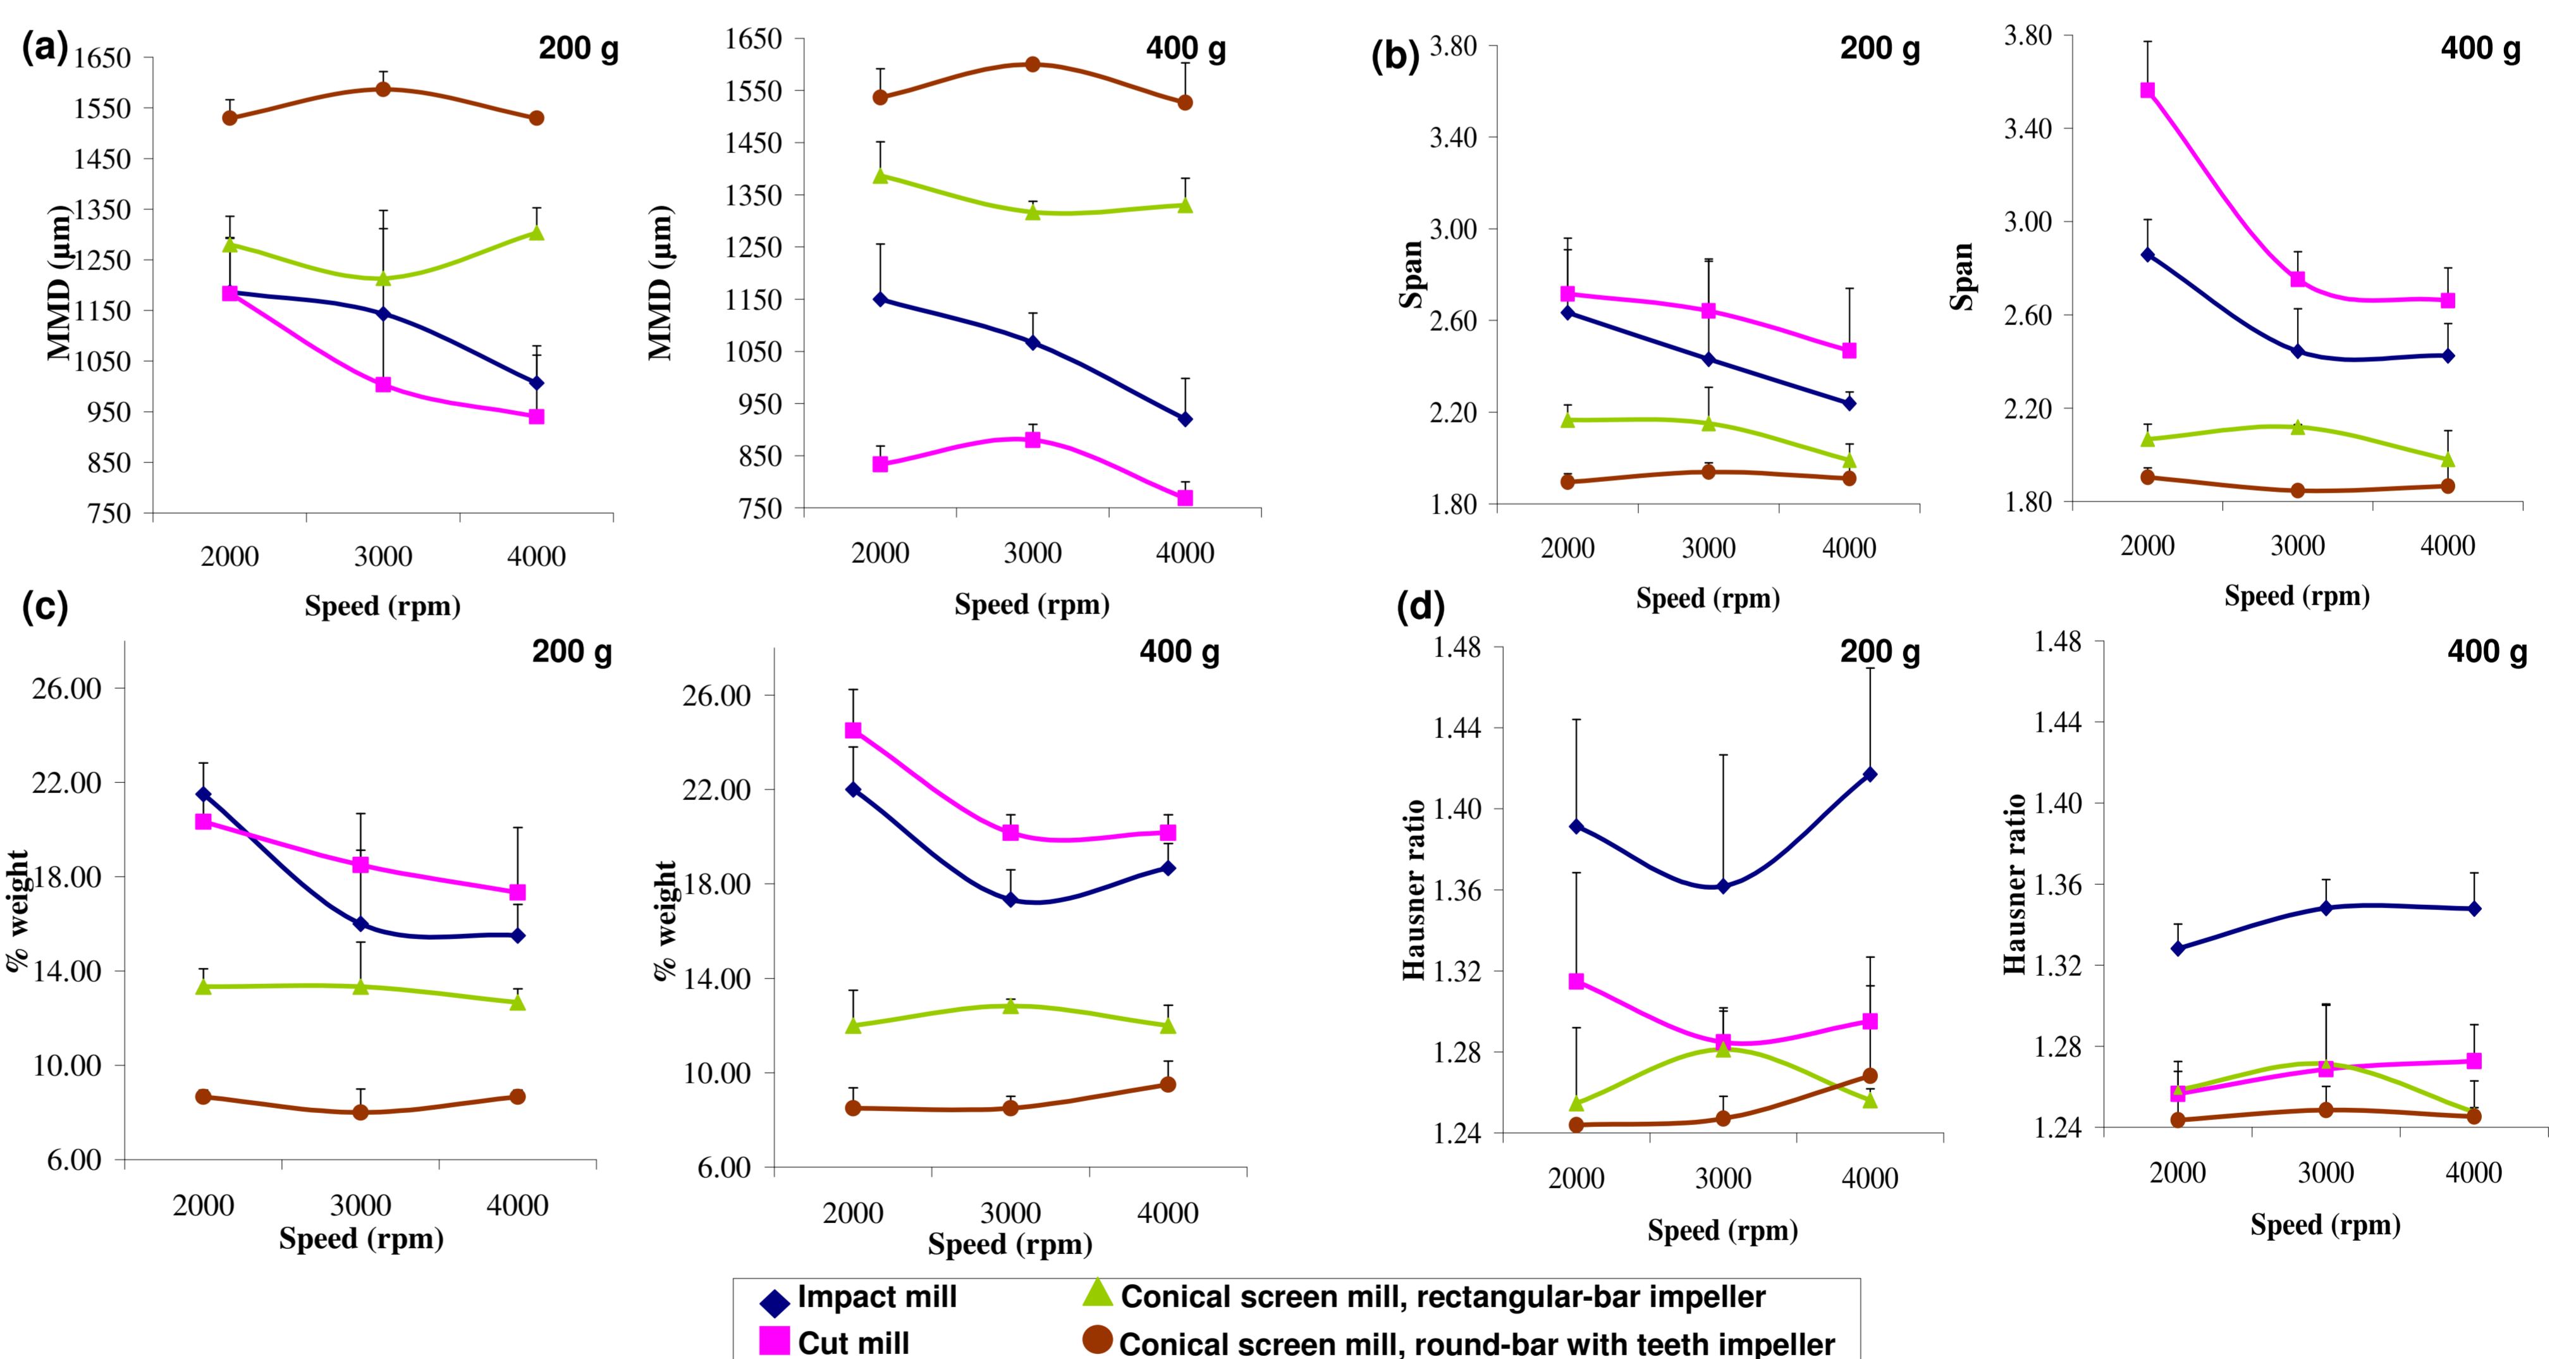 (a)
200 g
1650
1550
1450
1350
1250
1150
1050
950
850
750
MMD (µm)
2000 3000 4000
Speed (rpm)
400 g
1650
1550
1450
1350
1250
1150
1050
950
850
750
MMD (µm)
2000 3000 4000
Speed (rpm)
(b)
200 g
3.80
3.40
3.00
2.60
2.20
1.80
Span
2000 3000 4000
Speed (rpm)
400 g
3.80
3.40
3.00
2.60
2.20
1.80
Span
2000 3000 4000
Speed (rpm)
(c)
200 g
26.00
22.00
18.00
14.00
10.00
6.00
% weight
2000 3000 4000
Speed (rpm)
400 g
26.00
22.00
18.00
14.00
10.00
6.00
% weight
2000 3000 4000
Speed (rpm)
(d)
200 g
1.48
1.44
1.40
1.36
1.32
1.28
1.24
Hausner ratio
2000 3000 4000
Speed (rpm)
400 g
1.48
1.44
1.40
1.36
1.32
1.28
1.24
Hausner ratio
2000 3000 4000
Speed (rpm)
Impact mill
Conical screen mill, rectangular-bar impeller
Cut mill
Conical screen mill, round-bar with teeth impeller